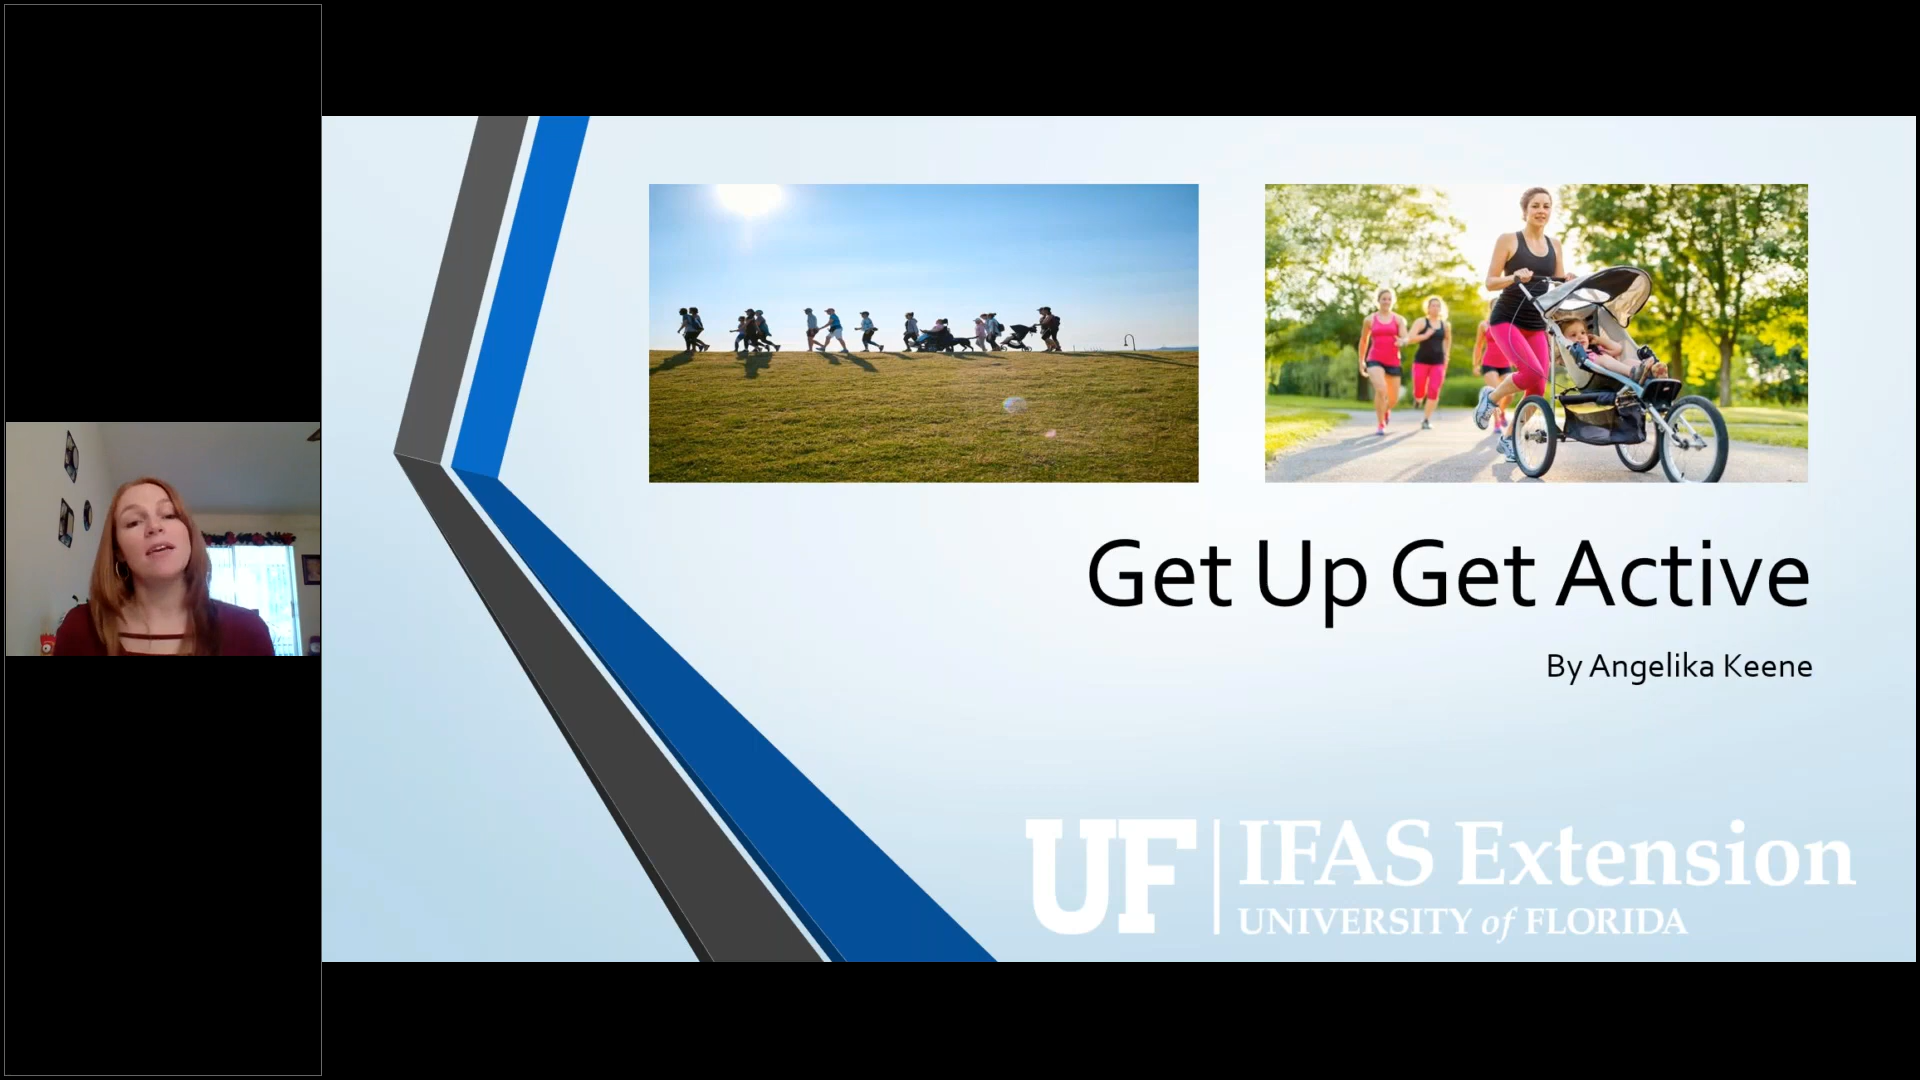 Get Up Get Active
By Angelika Keene
UF IFAS Extension
UNIVERSITY of FLORIDA